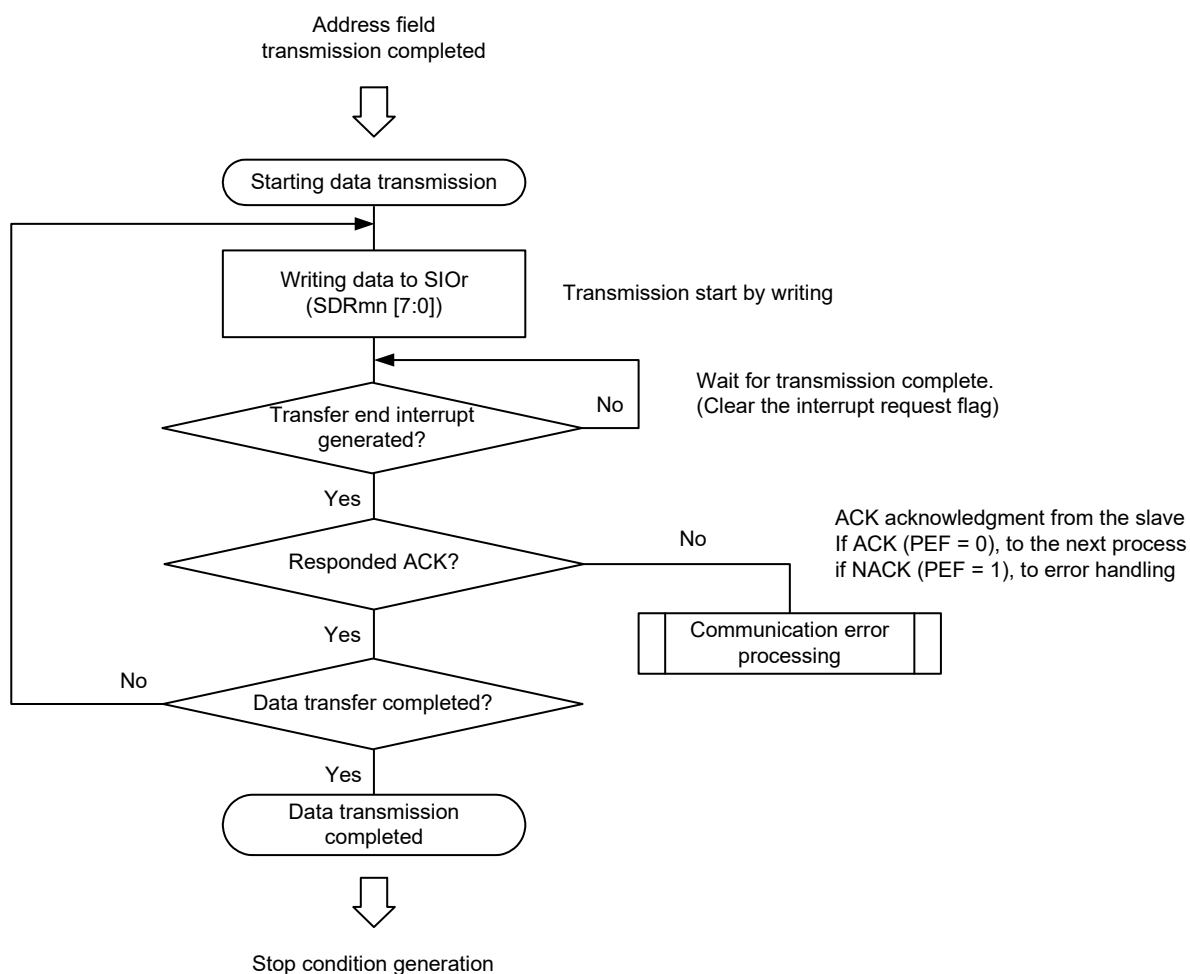 Address field
transmission completed
Starting data transmission
Writing data to SIOr
(SDRmn [7:0])
Transmission start by writing
Transfer end interrupt
generated?
No
Wait for transmission complete.
(Clear the interrupt request flag)
Yes
Responded ACK?
No
ACK acknowledgment from the slave
If ACK (PEF = 0), to the next process
if NACK (PEF = 1), to error handling
Communication error
processing
Yes
No
Data transfer completed?
Yes
Data transmission
completed
Stop condition generation